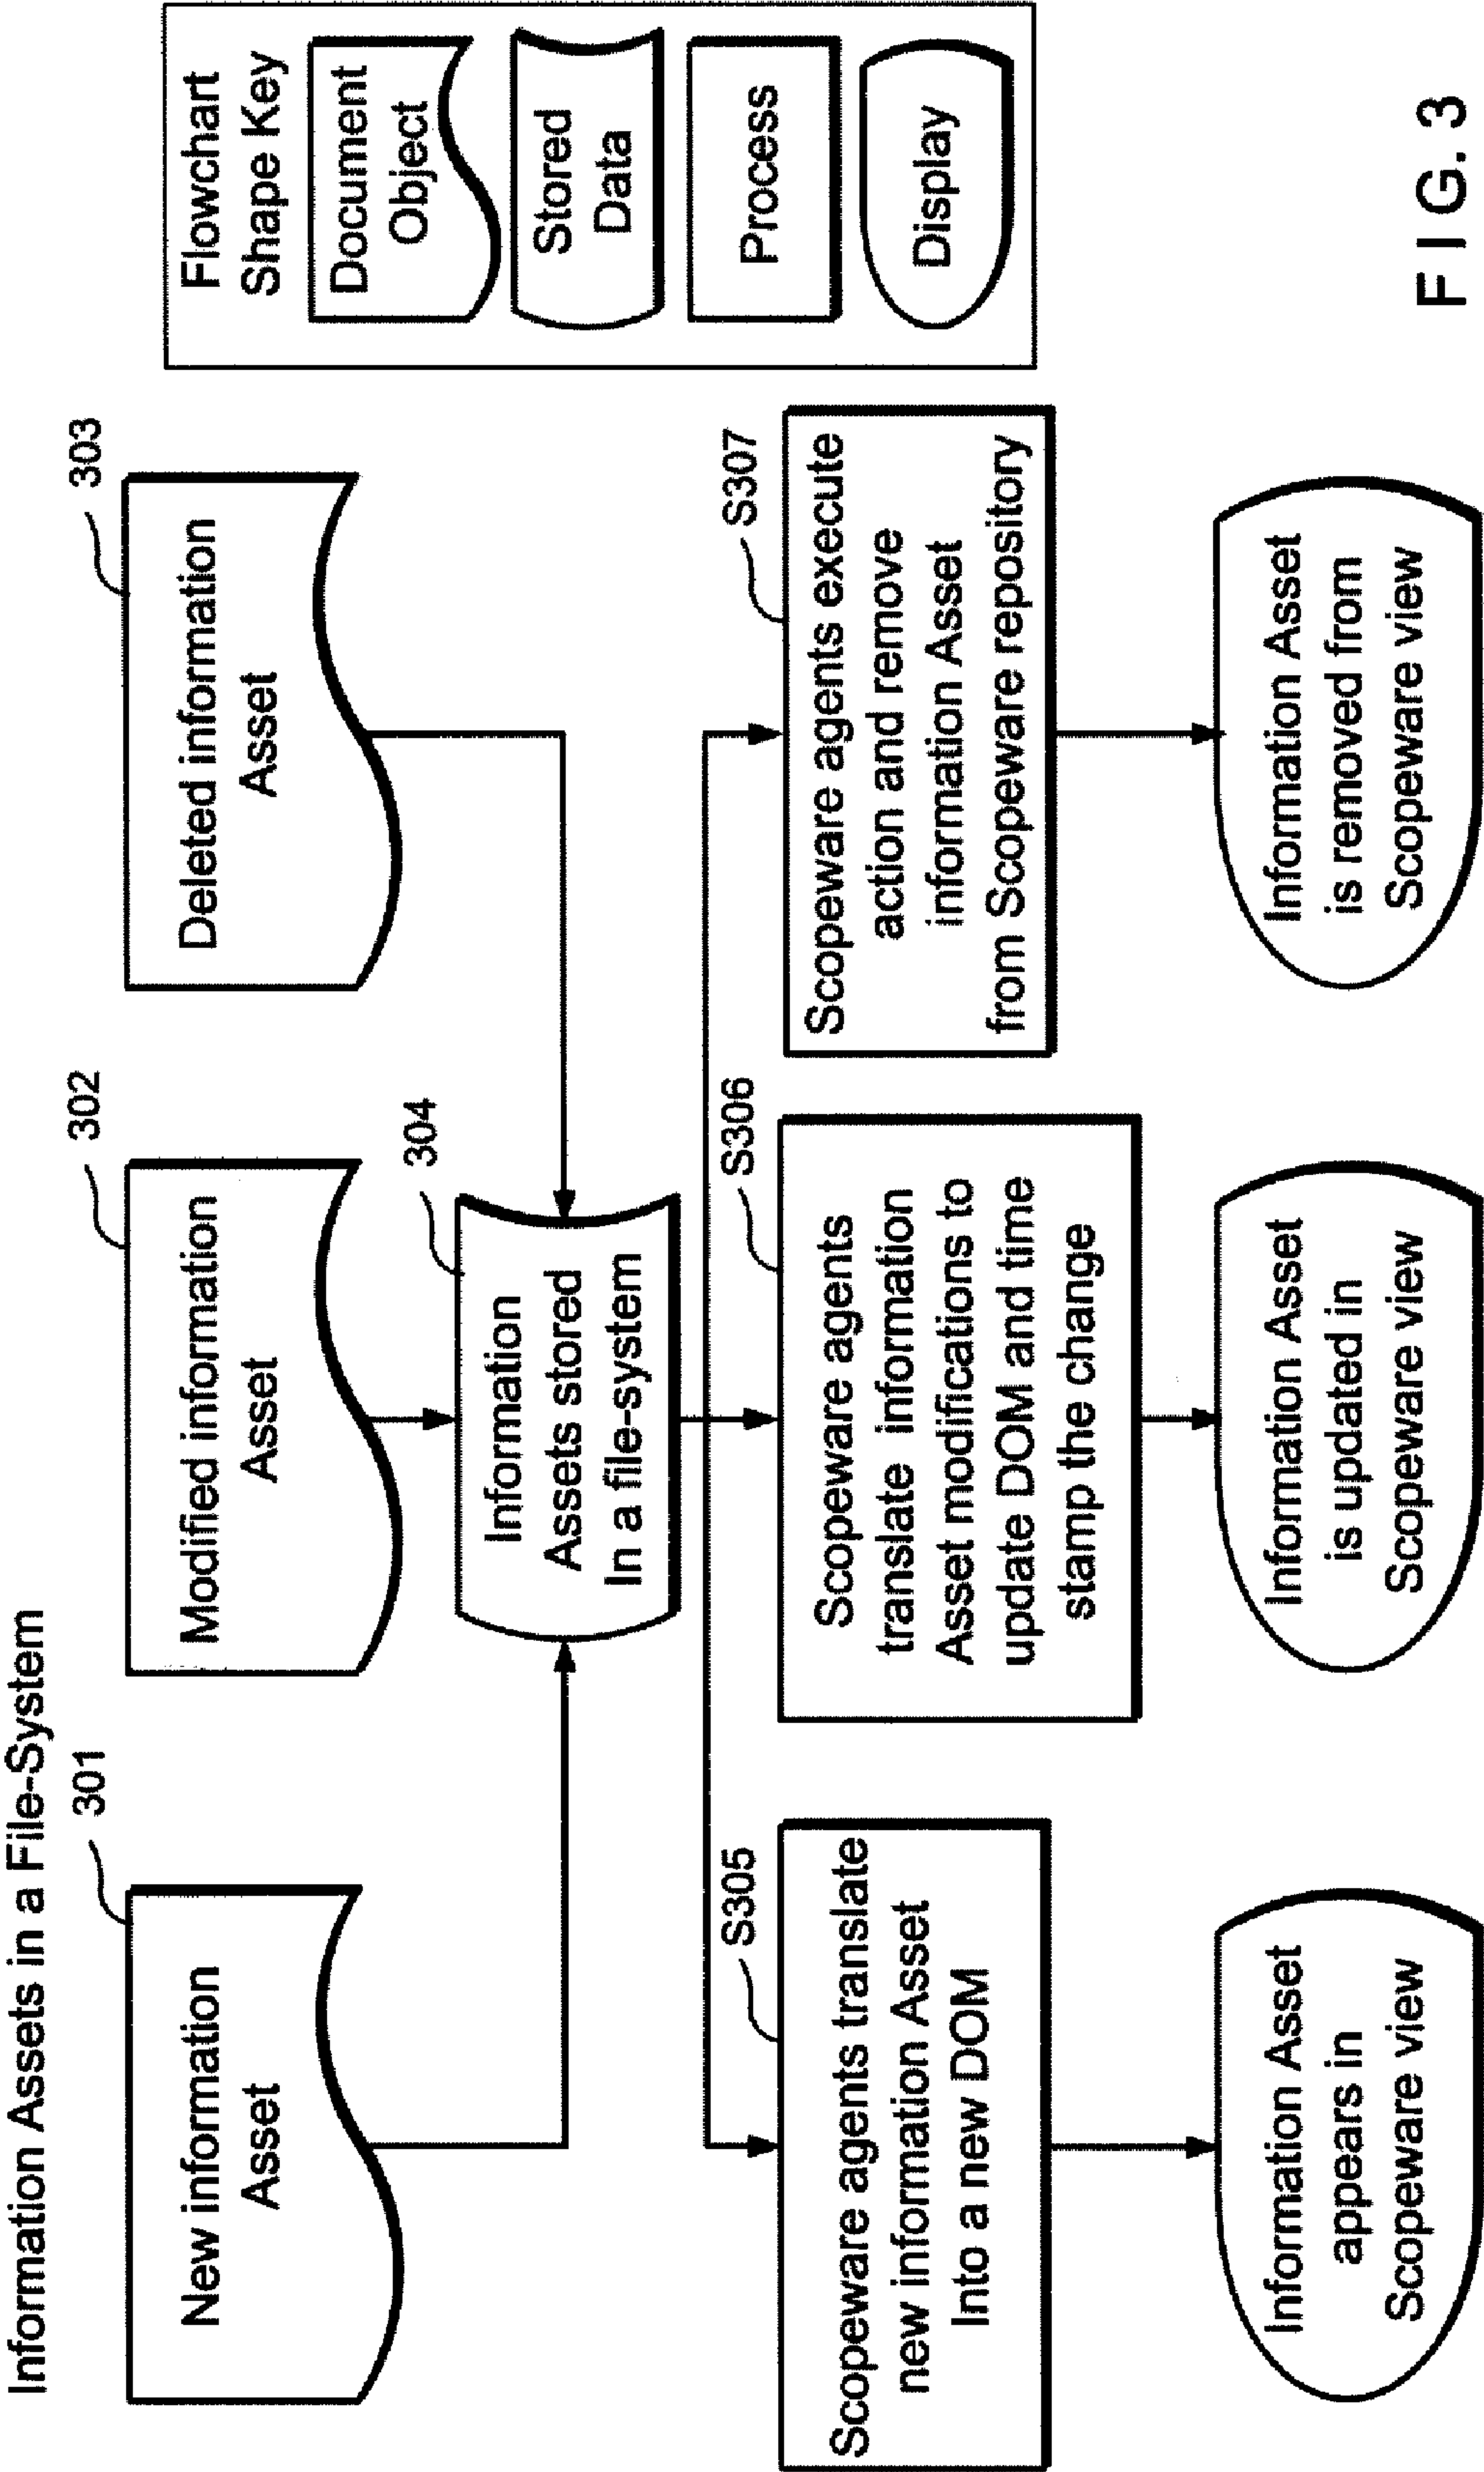 Information Assets in a File-System
301
New information
Asset
302
Modified information
Asset
303
Deleted information
Asset
304
Information
Assets stored
In a file-system
S305
Scopeware agents translate
new information Asset
Into a new DOM
S306
Scopeware agents
translate information
Asset modifications to
update DOM and time
stamp the change
S307
Scopeware agents execute
action and remove
information Asset
from Scopeware repository
Information Asset
appears in
Scopeware view
Information Asset
is updated in
Scopeware view
Information Asset
is removed from
Scopeware view
Flowchart
Shape Key
Document
Object
Stored
Data
Process
Display
FIG. 3